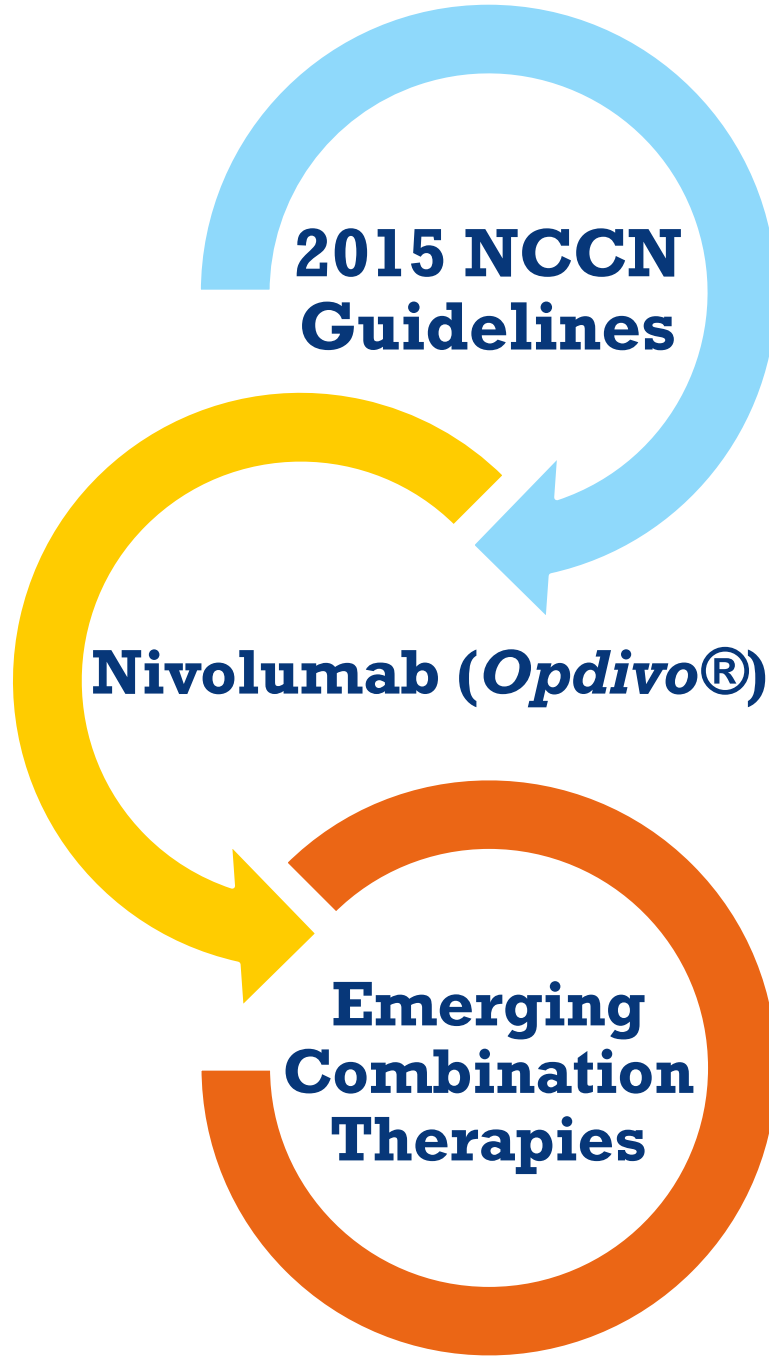 2015 NCCN
Guidelines
Nivolumab (Opdivo®)
Emerging
Combination
Therapies